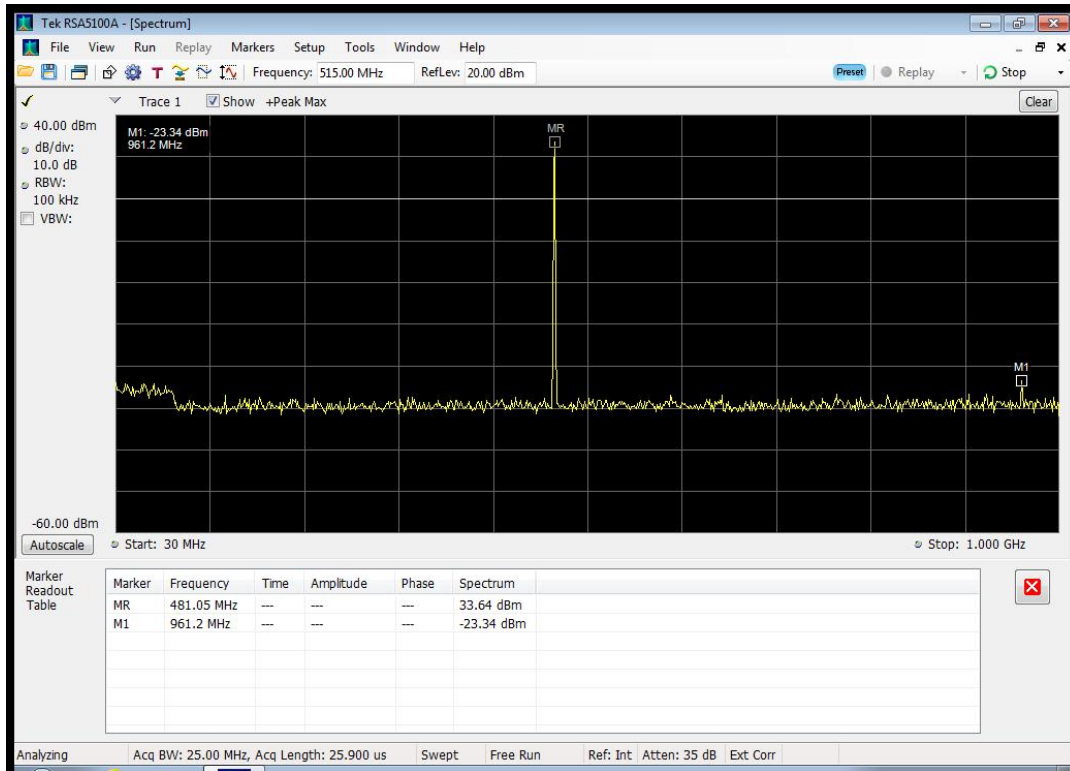 Tek RSA5100A - [Spectrum]
File View Run Replay Markers Setup Tools Window Help
T Frequency: 515.00 MHz RefLev: 20.00 dBm Preset Replay Stop
Trace 1 Show +Peak Max Clear
40.00 dBm
dB/div:
10.0 dB
RBW:
100 kHz
VBW:
M1: -23.34 dBm
961.2 MHz
MR
M1
-60.00 dBm
Autoscale Start: 30 MHz Stop: 1.000 GHz
Marker
Readout
Table
Marker Frequency Time Amplitude Phase Spectrum
MR 481.05 MHz --- --- --- 33.64 dBm
M1 961.2 MHz --- --- --- -23.34 dBm
Analyzing Acq BW: 25.00 MHz, Acq Length: 25.900 us Swept Free Run Ref: Int Atten: 35 dB Ext Corr